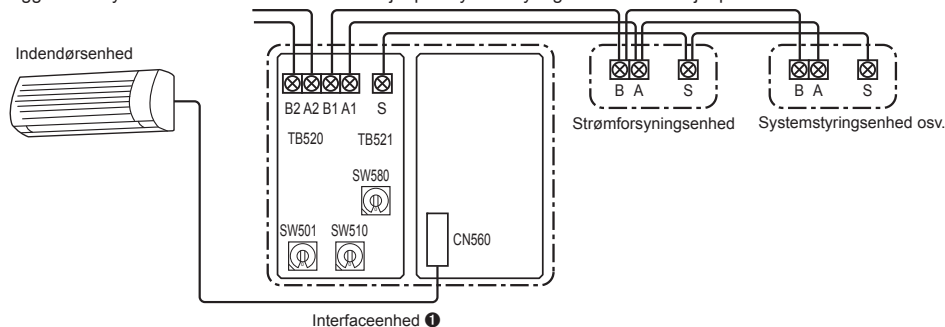 Indendørsenhed
B2 A2 B1 A1 S
TB520 TB521
SW580
SW501 SW510
CN560
Interfaceenhed ❶
B A S
Strømforsyningsenhed
B A S
Systemstyringsenhed osv.